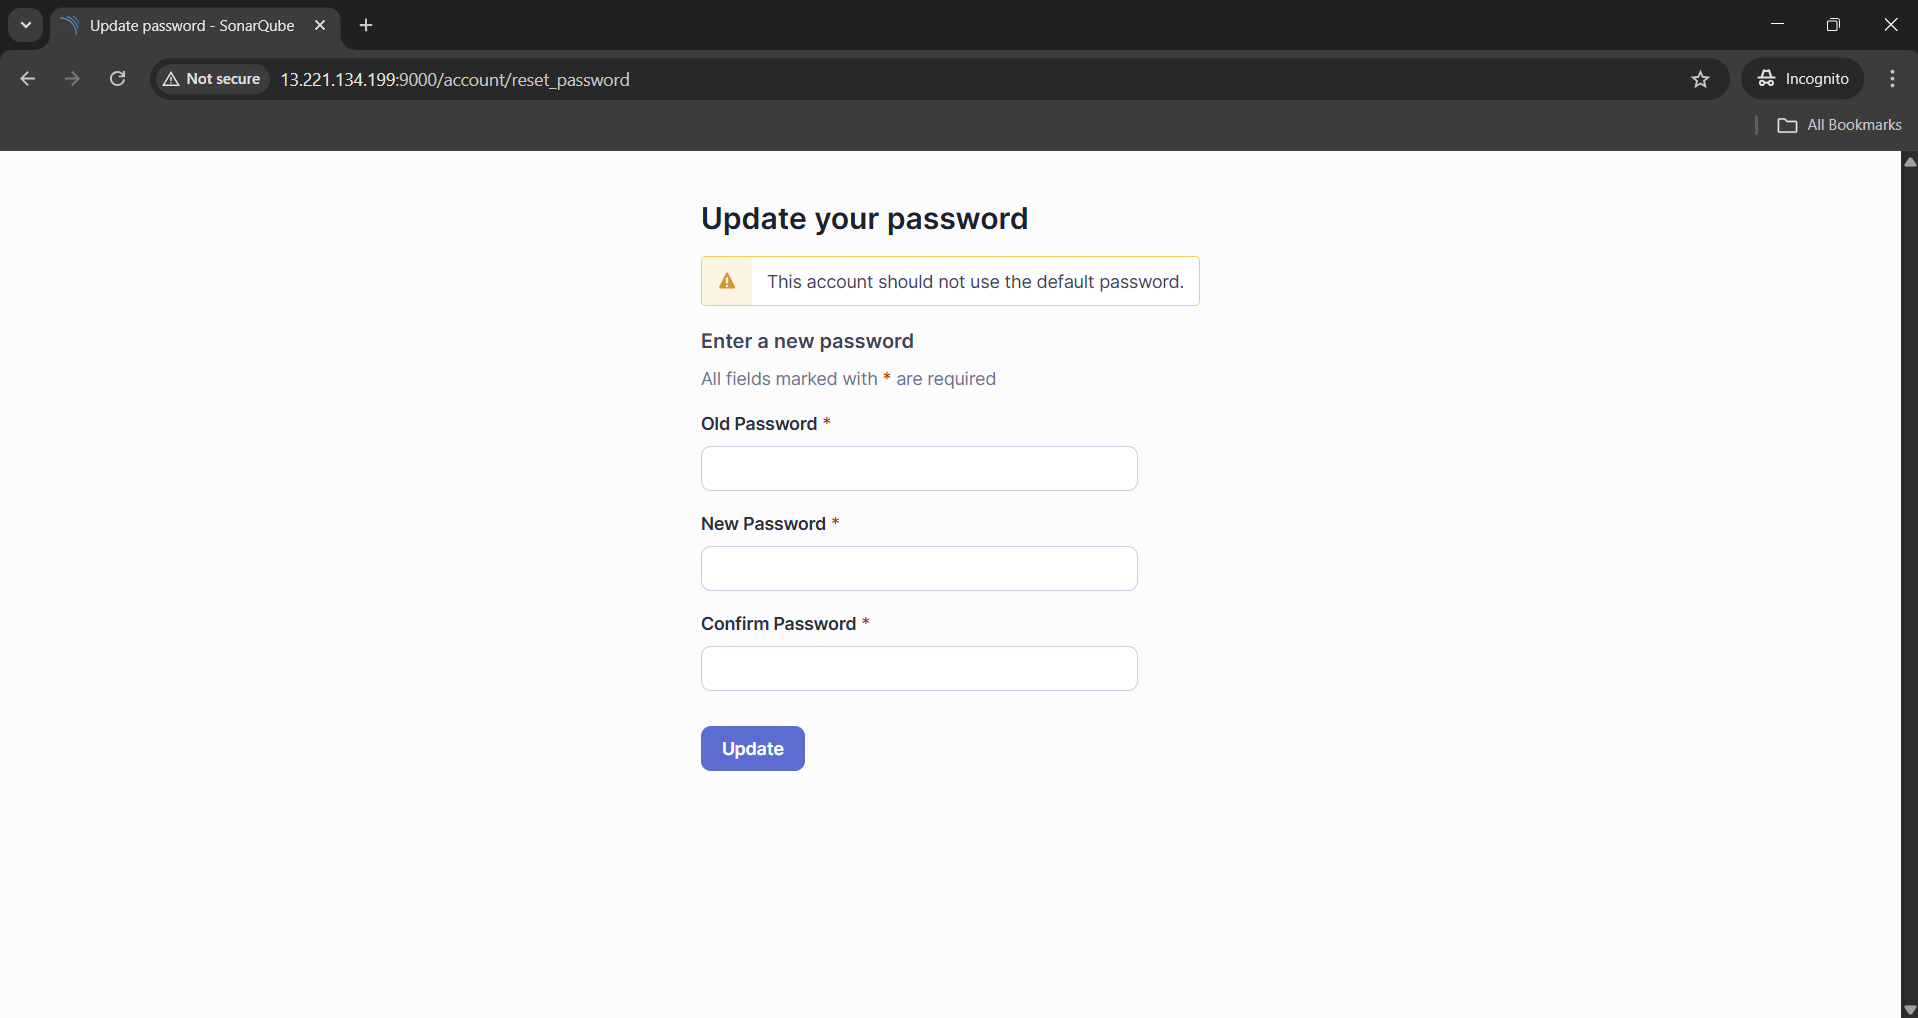 Update password - SonarQube
Not secure
13.221.134.199:9000/account/reset_password
Incognito
All Bookmarks
Update your password
This account should not use the default password.
Enter a new password
All fields marked with * are required
Old Password *
New Password *
Confirm Password *
Update